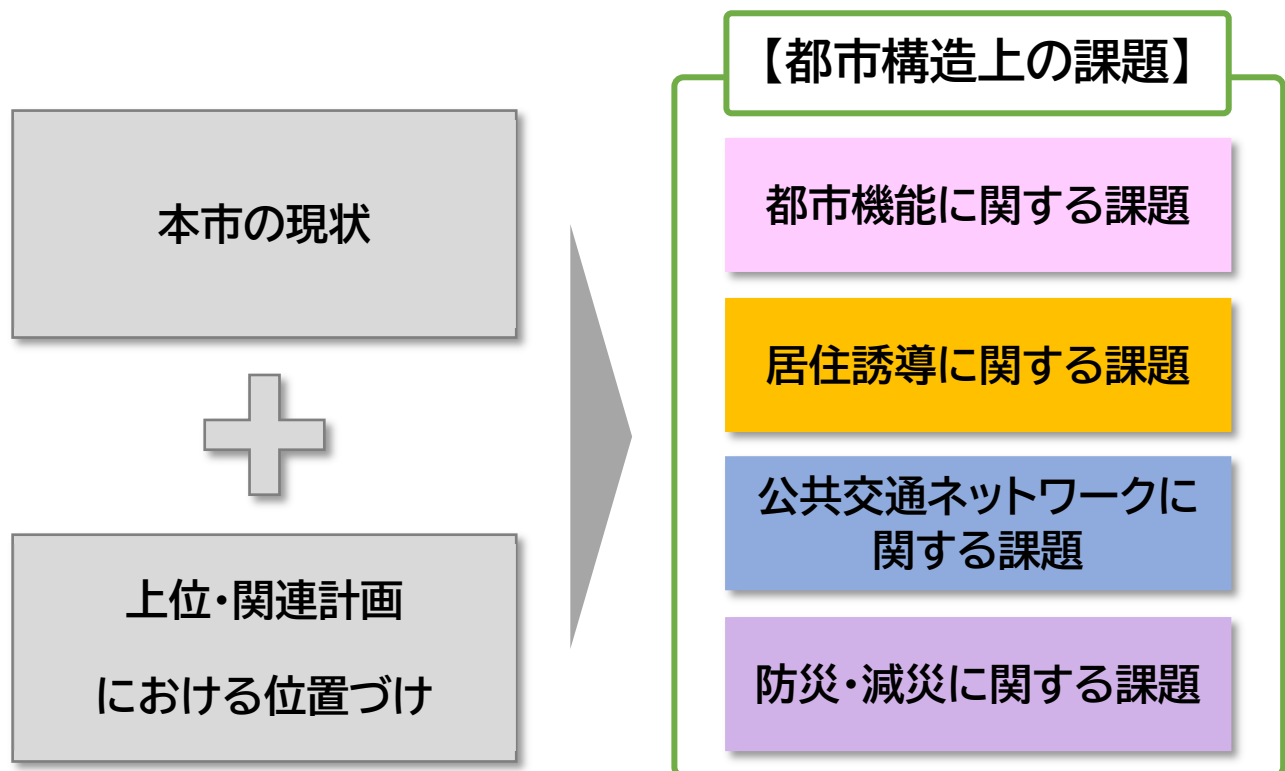 本市の現状
上位・関連計画
における位置づけ
【都市構造上の課題】
都市機能に関する課題
居住誘導に関する課題
公共交通ネットワークに
関する課題
防災・減災に関する課題